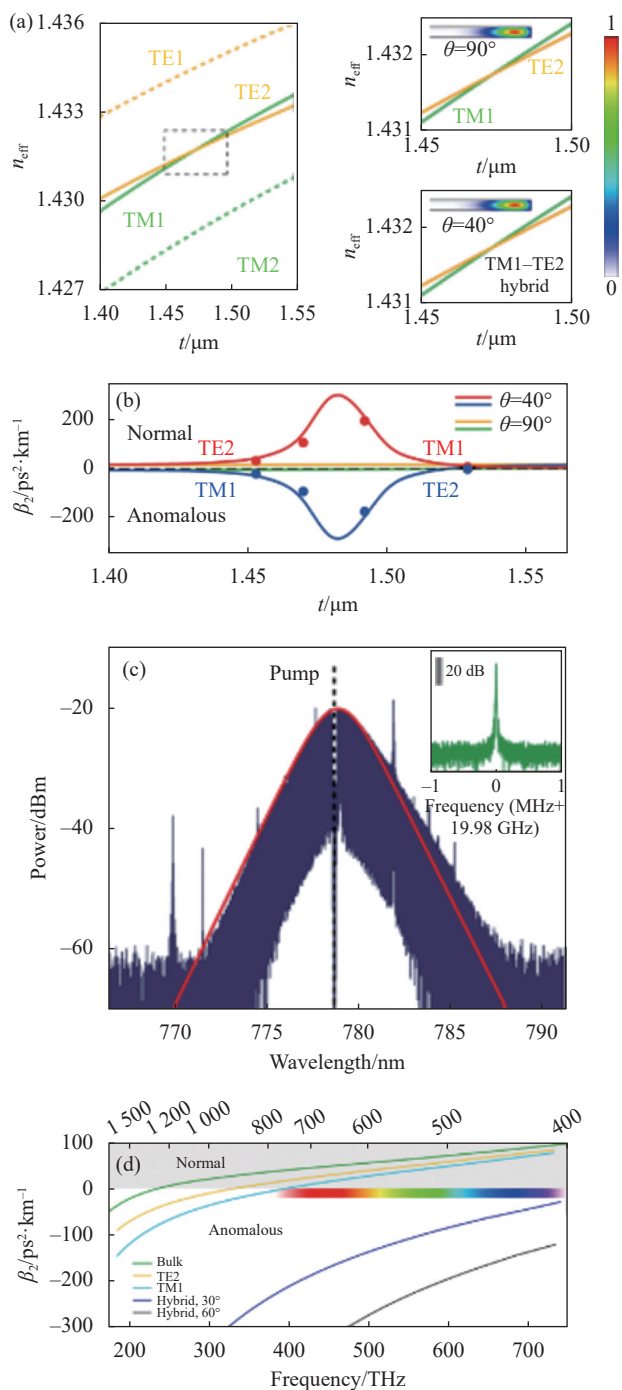 (a)
1.436
1.433
1.430
1.427
n_eff
TE1
TE2
TM1
TM2
1.40 1.45 1.50 1.55
t/μm
1.432
1.431
n_eff
θ=90°
TE2
TM1
1.45 1.50
t/μm
1.432
1.431
n_eff
θ=40°
TM1–TE2
hybrid
1.45 1.50
t/μm
1
0
(b)
200
0
−200
β₂/ps²·km⁻¹
Normal
TE2
TM1
θ=40°
θ=90°
TM1
TE2
Anomalous
1.40 1.45 1.50 1.55
t/μm
(c)
Pump
20 dB
−1 0 1
Frequency (MHz+
19.98 GHz)
−20
−40
−60
Power/dBm
770 775 780 785 790
Wavelength/nm
1 500 1 200 1 000 800 700 600 500 400
(d)
100
0
−100
−200
−300
β₂/ps²·km⁻¹
Normal
Anomalous
Bulk
TE2
TM1
Hybrid, 30°
Hybrid, 60°
200 300 400 500 600 700
Frequency/THz